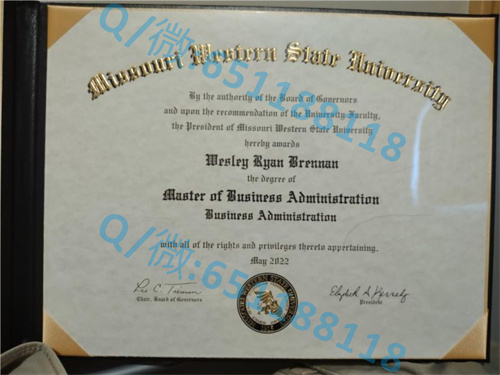 Missouri Western State University
By the authority of the Board of Governors
and upon the recommendation of the University Faculty,
the President of Missouri Western State University
hereby awards
Wesley Ryan Brennan
the degree of
Master of Business Administration
Business Administration
with all of the rights and privileges thereto appertaining.
May 2022
Chair, Board of Governors
President
Q/微:651188118
Q/微:651188118